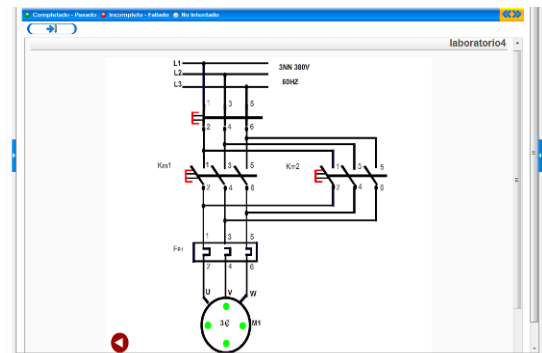 Completado - Pasado Incompleto - Fallado No Intentado
laboratorio4
L1
L2
L3
3NN 380V
60HZ
1 3 5
2 4 6
Km1
1 3 5
2 4 6
Km2
1 3 5
2 4 6
FR1
1 3 5
2 4 6
U V W
3∅ M1